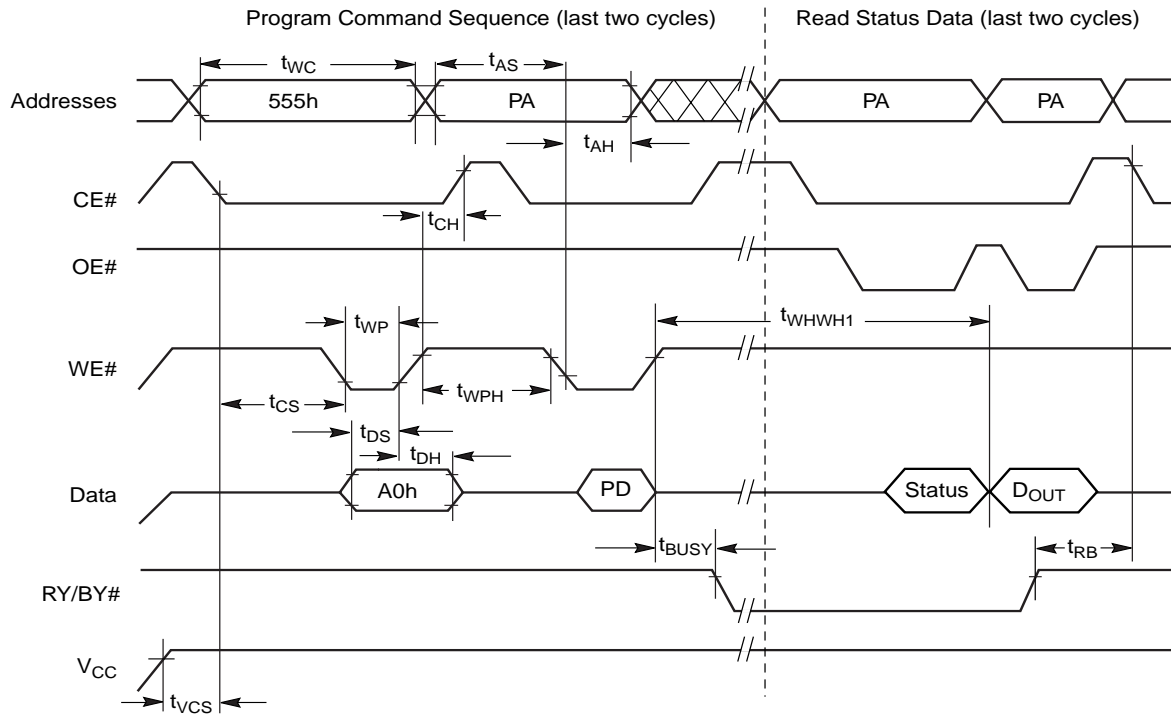 Program Command Sequence (last two cycles)
Read Status Data (last two cycles)
tWC
tAS
Addresses
555h
PA
PA
PA
tAH
CE#
tCH
OE#
tWP
tWHWH1
WE#
tCS
tWPH
tDS
tDH
Data
A0h
PD
Status
DOUT
tBUSY
tRB
RY/BY#
VCC
tVCS